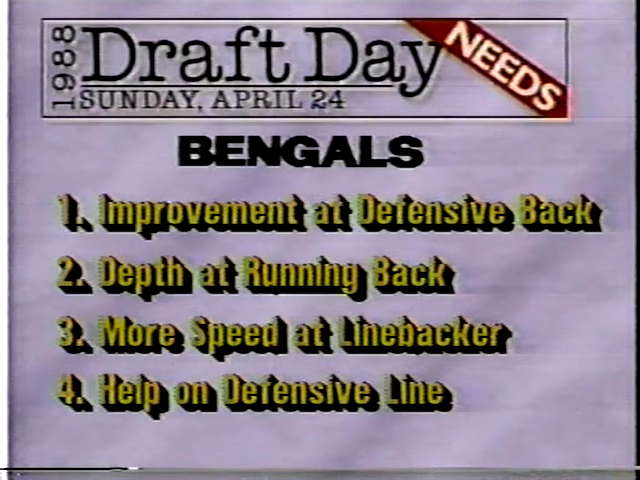 1988
Draft Day
NEEDS
SUNDAY, APRIL 24
BENGALS
1. Improvement at Defensive Back
2. Depth at Running Back
3. More Speed at Linebacker
4. Help on Defensive Line